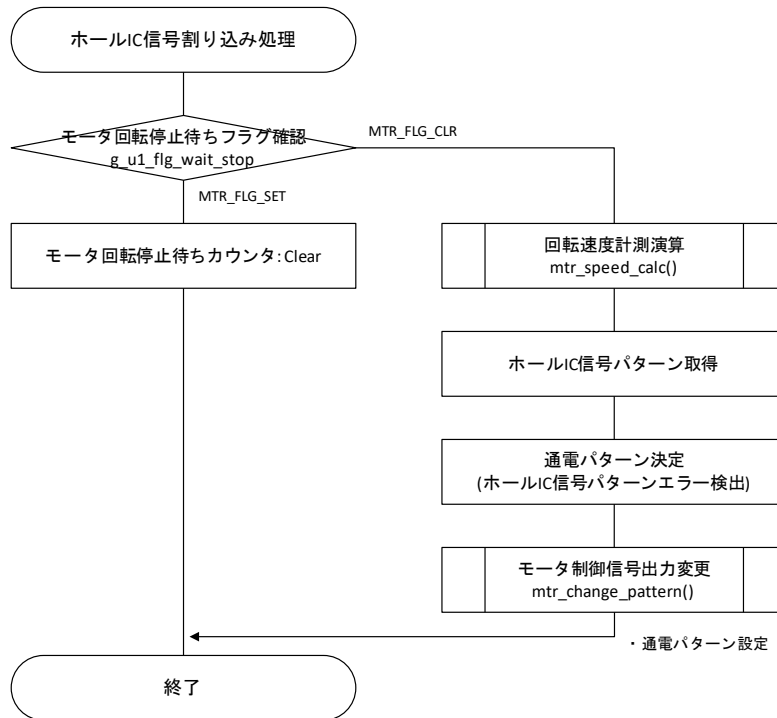 ホールIC信号割り込み処理
モータ回転停止待ちフラグ確認
g_u1_flg_wait_stop
MTR_FLG_CLR
MTR_FLG_SET
モータ回転停止待ちカウンタ: Clear
回転速度計測演算
mtr_speed_calc()
ホールIC信号パターン取得
通電パターン決定
(ホールIC信号パターンエラー検出)
モータ制御信号出力変更
mtr_change_pattern()
・通電パターン設定
終了